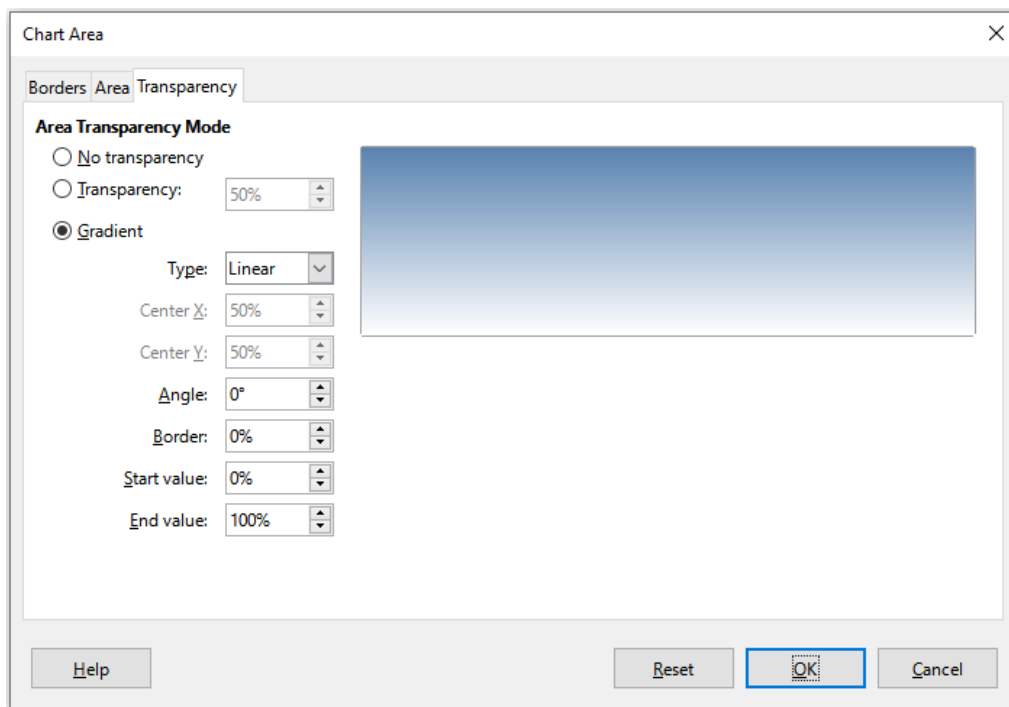 Chart Area
Borders Area Transparency
Area Transparency Mode
No transparency
Transparency: 50%
Gradient
Type: Linear
Center X: 50%
Center Y: 50%
Angle: 0°
Border: 0%
Start value: 0%
End value: 100%
Help Reset OK Cancel